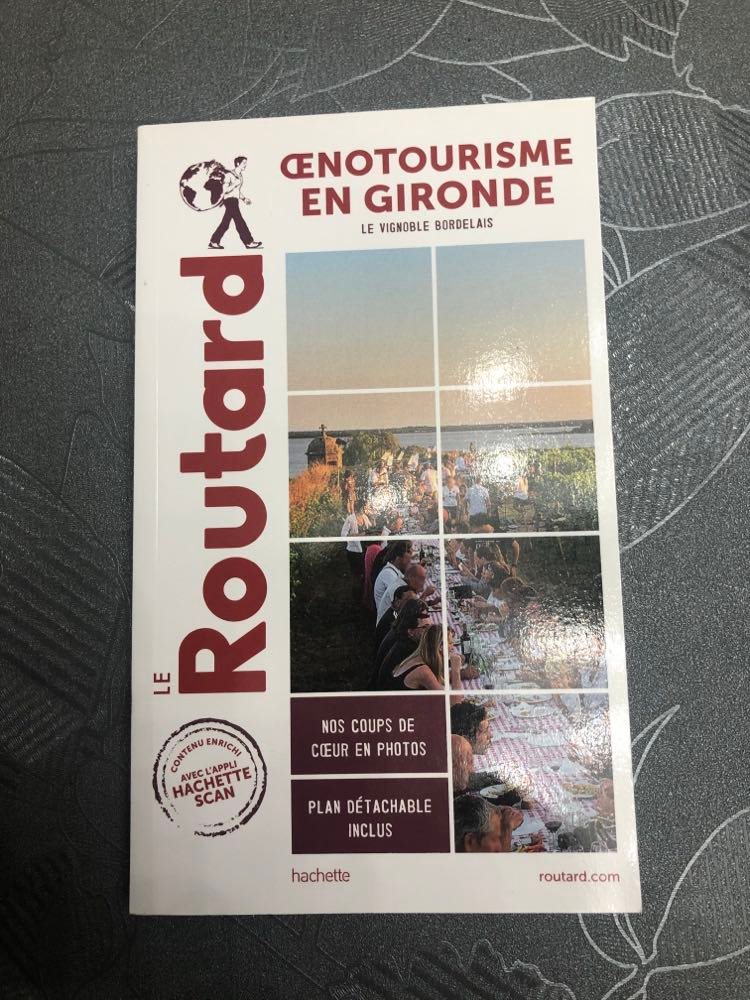 ŒNOTOURISME
EN GIRONDE
LE VIGNOBLE BORDELAIS
LE Routard
NOS COUPS DE
CŒUR EN PHOTOS
PLAN DÉTACHABLE
INCLUS
CONTENU ENRICHI
AVEC L'APPLI
HACHETTE
SCAN
hachette
routard.com